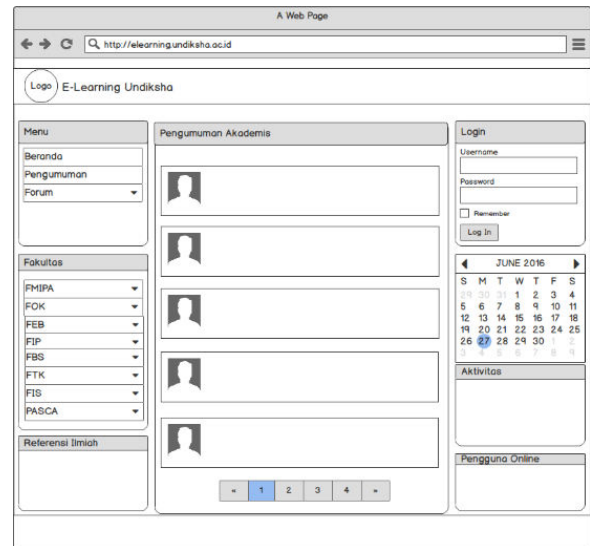 A Web Page
http://elearning.undiksha.ac.id
Logo
E-Learning Undiksha
Menu
Beranda
Pengumuman
Forum
Fakultas
FMIPA
FOK
FEB
FIP
FBS
FTK
FIS
PASCA
Referensi Ilmiah
Pengumuman Akademis
« 1 2 3 4 »
Login
Username
Password
Remember
Log In
JUNE 2016
S M T W T F S
29 30 31 1 2 3 4
5 6 7 8 9 10 11
12 13 14 15 16 17 18
19 20 21 22 23 24 25
26 27 28 29 30 1 2
3 4 5 6 7 8 9
Aktivitas
Pengguna Online